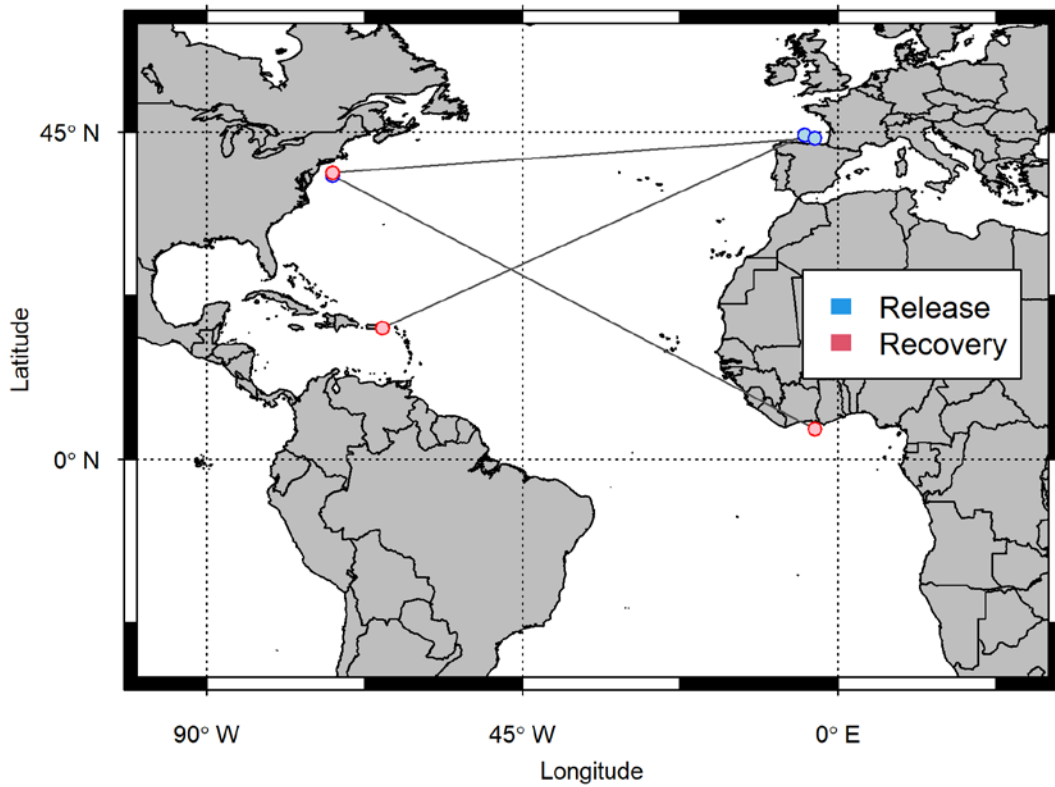 45° N
0° N
Latitude
Release
Recovery
90° W
45° W
0° E
Longitude